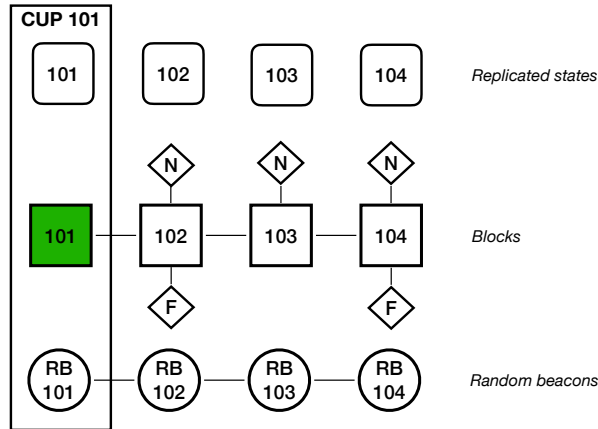 CUP 101
101 102 103 104 Replicated states
N N N
101 102 103 104 Blocks
F F
RB RB RB RB
101 102 103 104 Random beacons